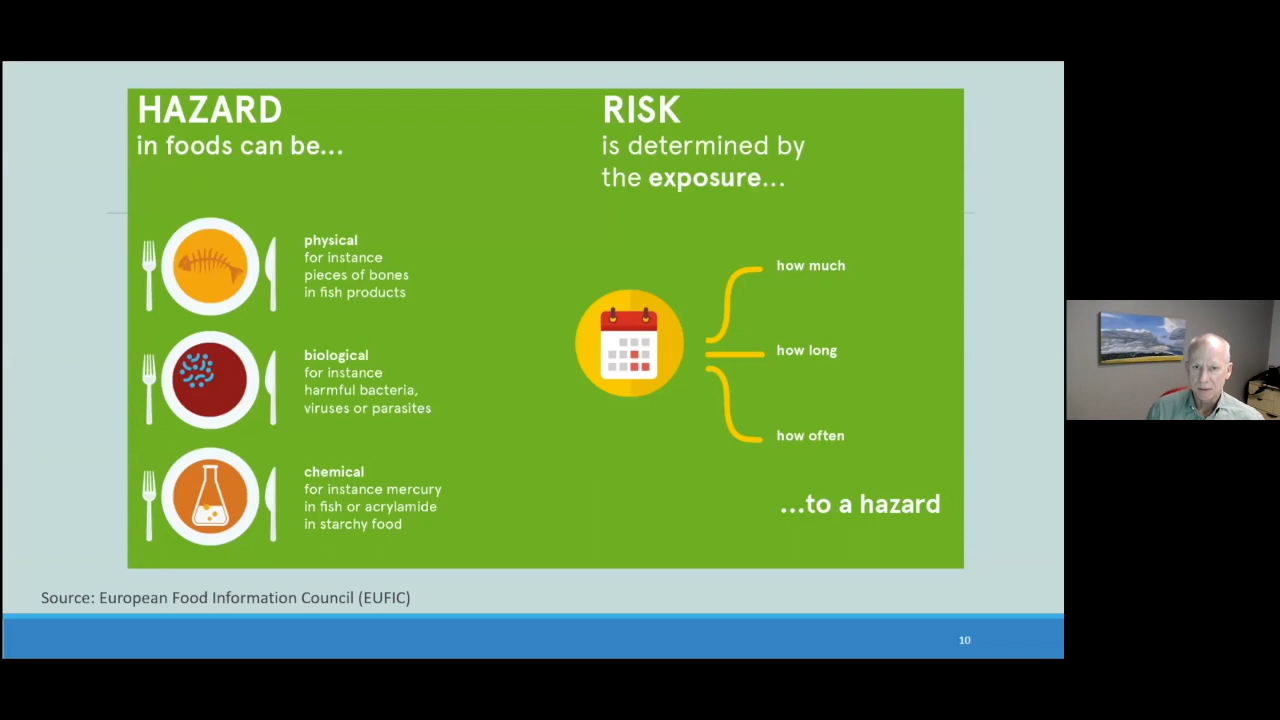 HAZARD
in foods can be...
physical
for instance
pieces of bones
in fish products
biological
for instance
harmful bacteria,
viruses or parasites
chemical
for instance mercury
in fish or acrylamide
in starchy food
RISK
is determined by
the exposure...
how much
how long
how often
...to a hazard
Source: European Food Information Council (EUFIC)
10